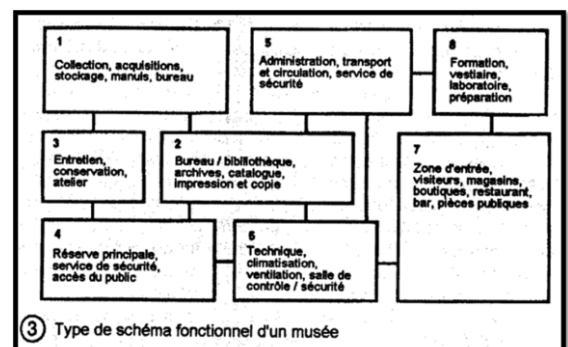 1
Collection, acquisitions,
stockage, manuis, bureau
5
Administration, transport
et circulation, service de
sécurité
8
Formation,
vestiaire,
laboratoire,
préparation
3
Entretien,
conservation,
atelier
2
Bureau / bibliothèque,
archives, catalogue,
impression et copie
7
Zone d'entrée,
visiteurs, magasins,
boutiques, restaurant,
bar, pièces publiques
4
Réserve principale,
service de sécurité,
accès du public
6
Technique,
climatisation,
ventilation, salle de
contrôle / sécurité
3 Type de schéma fonctionnel d'un musée